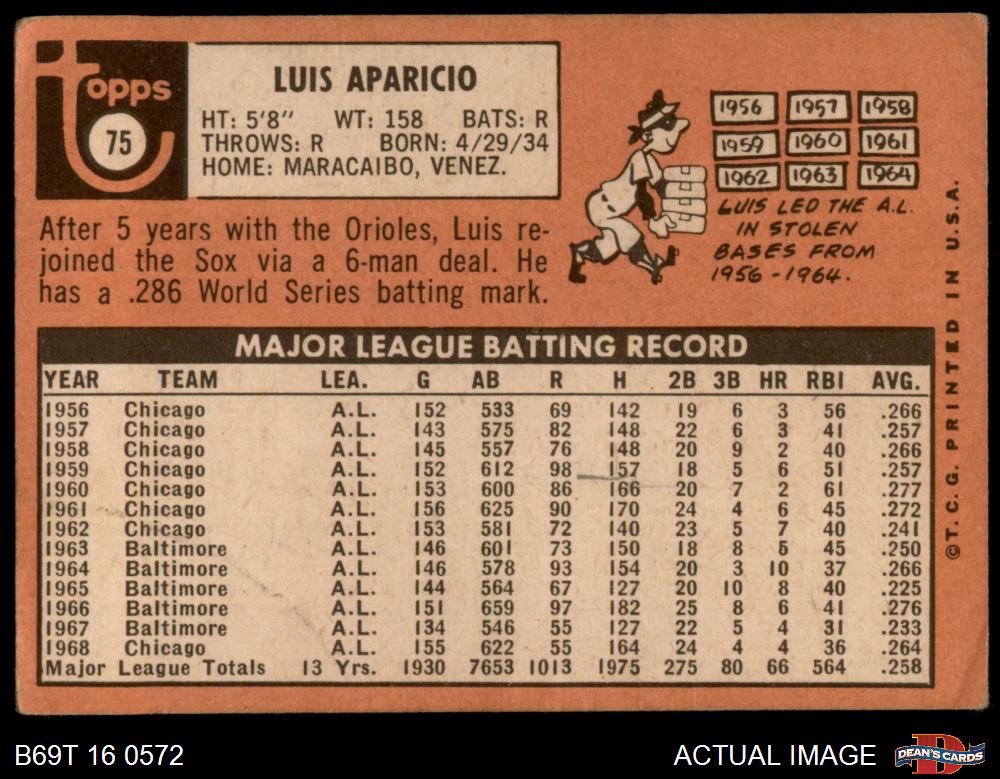 topps
75
LUIS APARICIO
HT: 5'8" WT: 158 BATS: R
THROWS: R BORN: 4/29/34
HOME: MARACAIBO, VENEZ.
After 5 years with the Orioles, Luis re-
joined the Sox via a 6-man deal. He
has a .286 World Series batting mark.
1956 1957 1958
1959 1960 1961
1962 1963 1964
LUIS LED THE A.L.
IN STOLEN
BASES FROM
1956-1964.
MAJOR LEAGUE BATTING RECORD
YEAR TEAM LEA. G AB R H 2B 3B HR RBI AVG.
1956 Chicago A.L. 152 533 69 142 19 6 3 56 .266
1957 Chicago A.L. 143 575 82 148 22 6 3 41 .257
1958 Chicago A.L. 145 557 76 148 20 9 2 40 .266
1959 Chicago A.L. 152 612 98 157 18 5 6 51 .257
1960 Chicago A.L. 153 600 86 166 20 7 2 61 .277
1961 Chicago A.L. 156 625 90 170 24 4 6 45 .272
1962 Chicago A.L. 153 581 72 140 23 5 7 40 .241
1963 Baltimore A.L. 146 601 73 150 18 8 5 45 .250
1964 Baltimore A.L. 146 578 93 154 20 3 10 37 .266
1965 Baltimore A.L. 144 564 67 127 20 10 8 40 .225
1966 Baltimore A.L. 151 659 97 182 25 8 6 41 .276
1967 Baltimore A.L. 134 546 55 127 22 5 4 31 .233
1968 Chicago A.L. 155 622 55 164 24 4 4 36 .264
Major League Totals 13 Yrs. 1930 7653 1013 1975 275 80 66 564 .258
©T.C.G. PRINTED IN U.S.A.
B69T 16 0572
ACTUAL IMAGE
DEAN'S CARDS